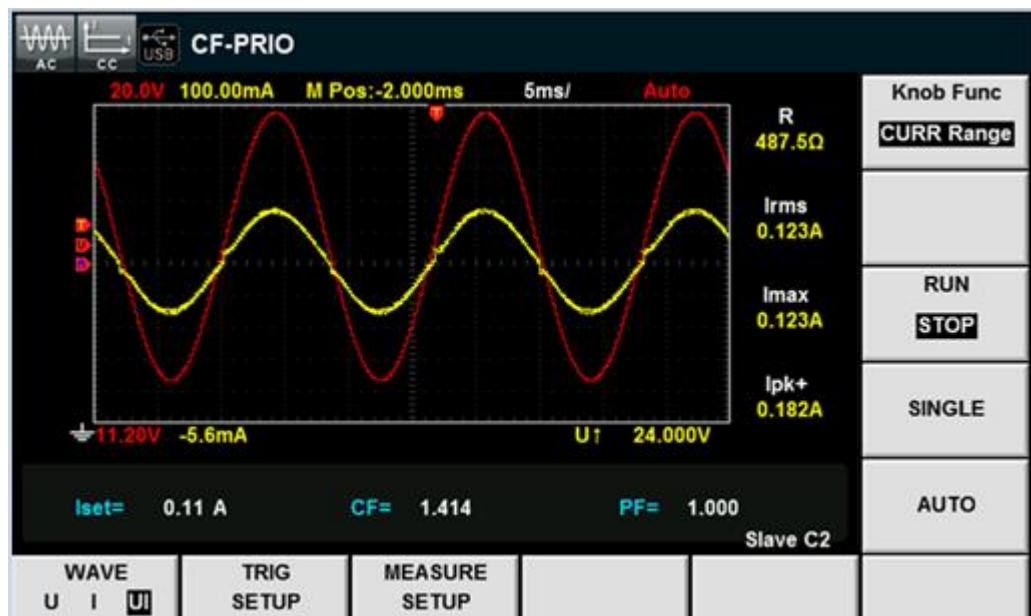 AC CC USB CF-PRIO
20.0V 100.00mA M Pos:-2.000ms 5ms/ Auto
T
T
U
R
487.5Ω
Irms
0.123A
Imax
0.123A
Ipk+
0.182A
11.20V -5.6mA U↑ 24.000V
Iset= 0.11 A CF= 1.414 PF= 1.000
Slave C2
Knob Func
CURR Range
RUN
STOP
SINGLE
AUTO
WAVE
U I UI
TRIG
SETUP
MEASURE
SETUP